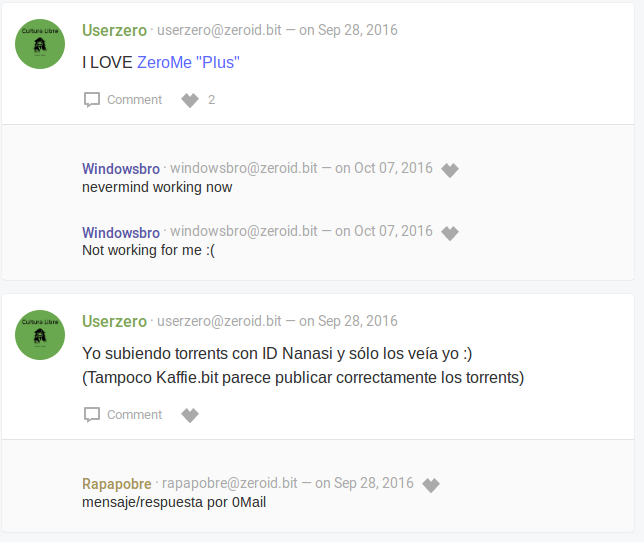 Cultura Libre
Userzero · userzero@zeroid.bit — on Sep 28, 2016
I LOVE ZeroMe "Plus"
Comment 2
Windowsbro · windowsbro@zeroid.bit — on Oct 07, 2016
nevermind working now
Windowsbro · windowsbro@zeroid.bit — on Oct 07, 2016
Not working for me :(
Cultura Libre
Userzero · userzero@zeroid.bit — on Sep 28, 2016
Yo subiendo torrents con ID Nanasi y sólo los veía yo :)
(Tampoco Kaffie.bit parece publicar correctamente los torrents)
Comment
Rapapobre · rapapobre@zeroid.bit — on Sep 28, 2016
mensaje/respuesta por 0Mail